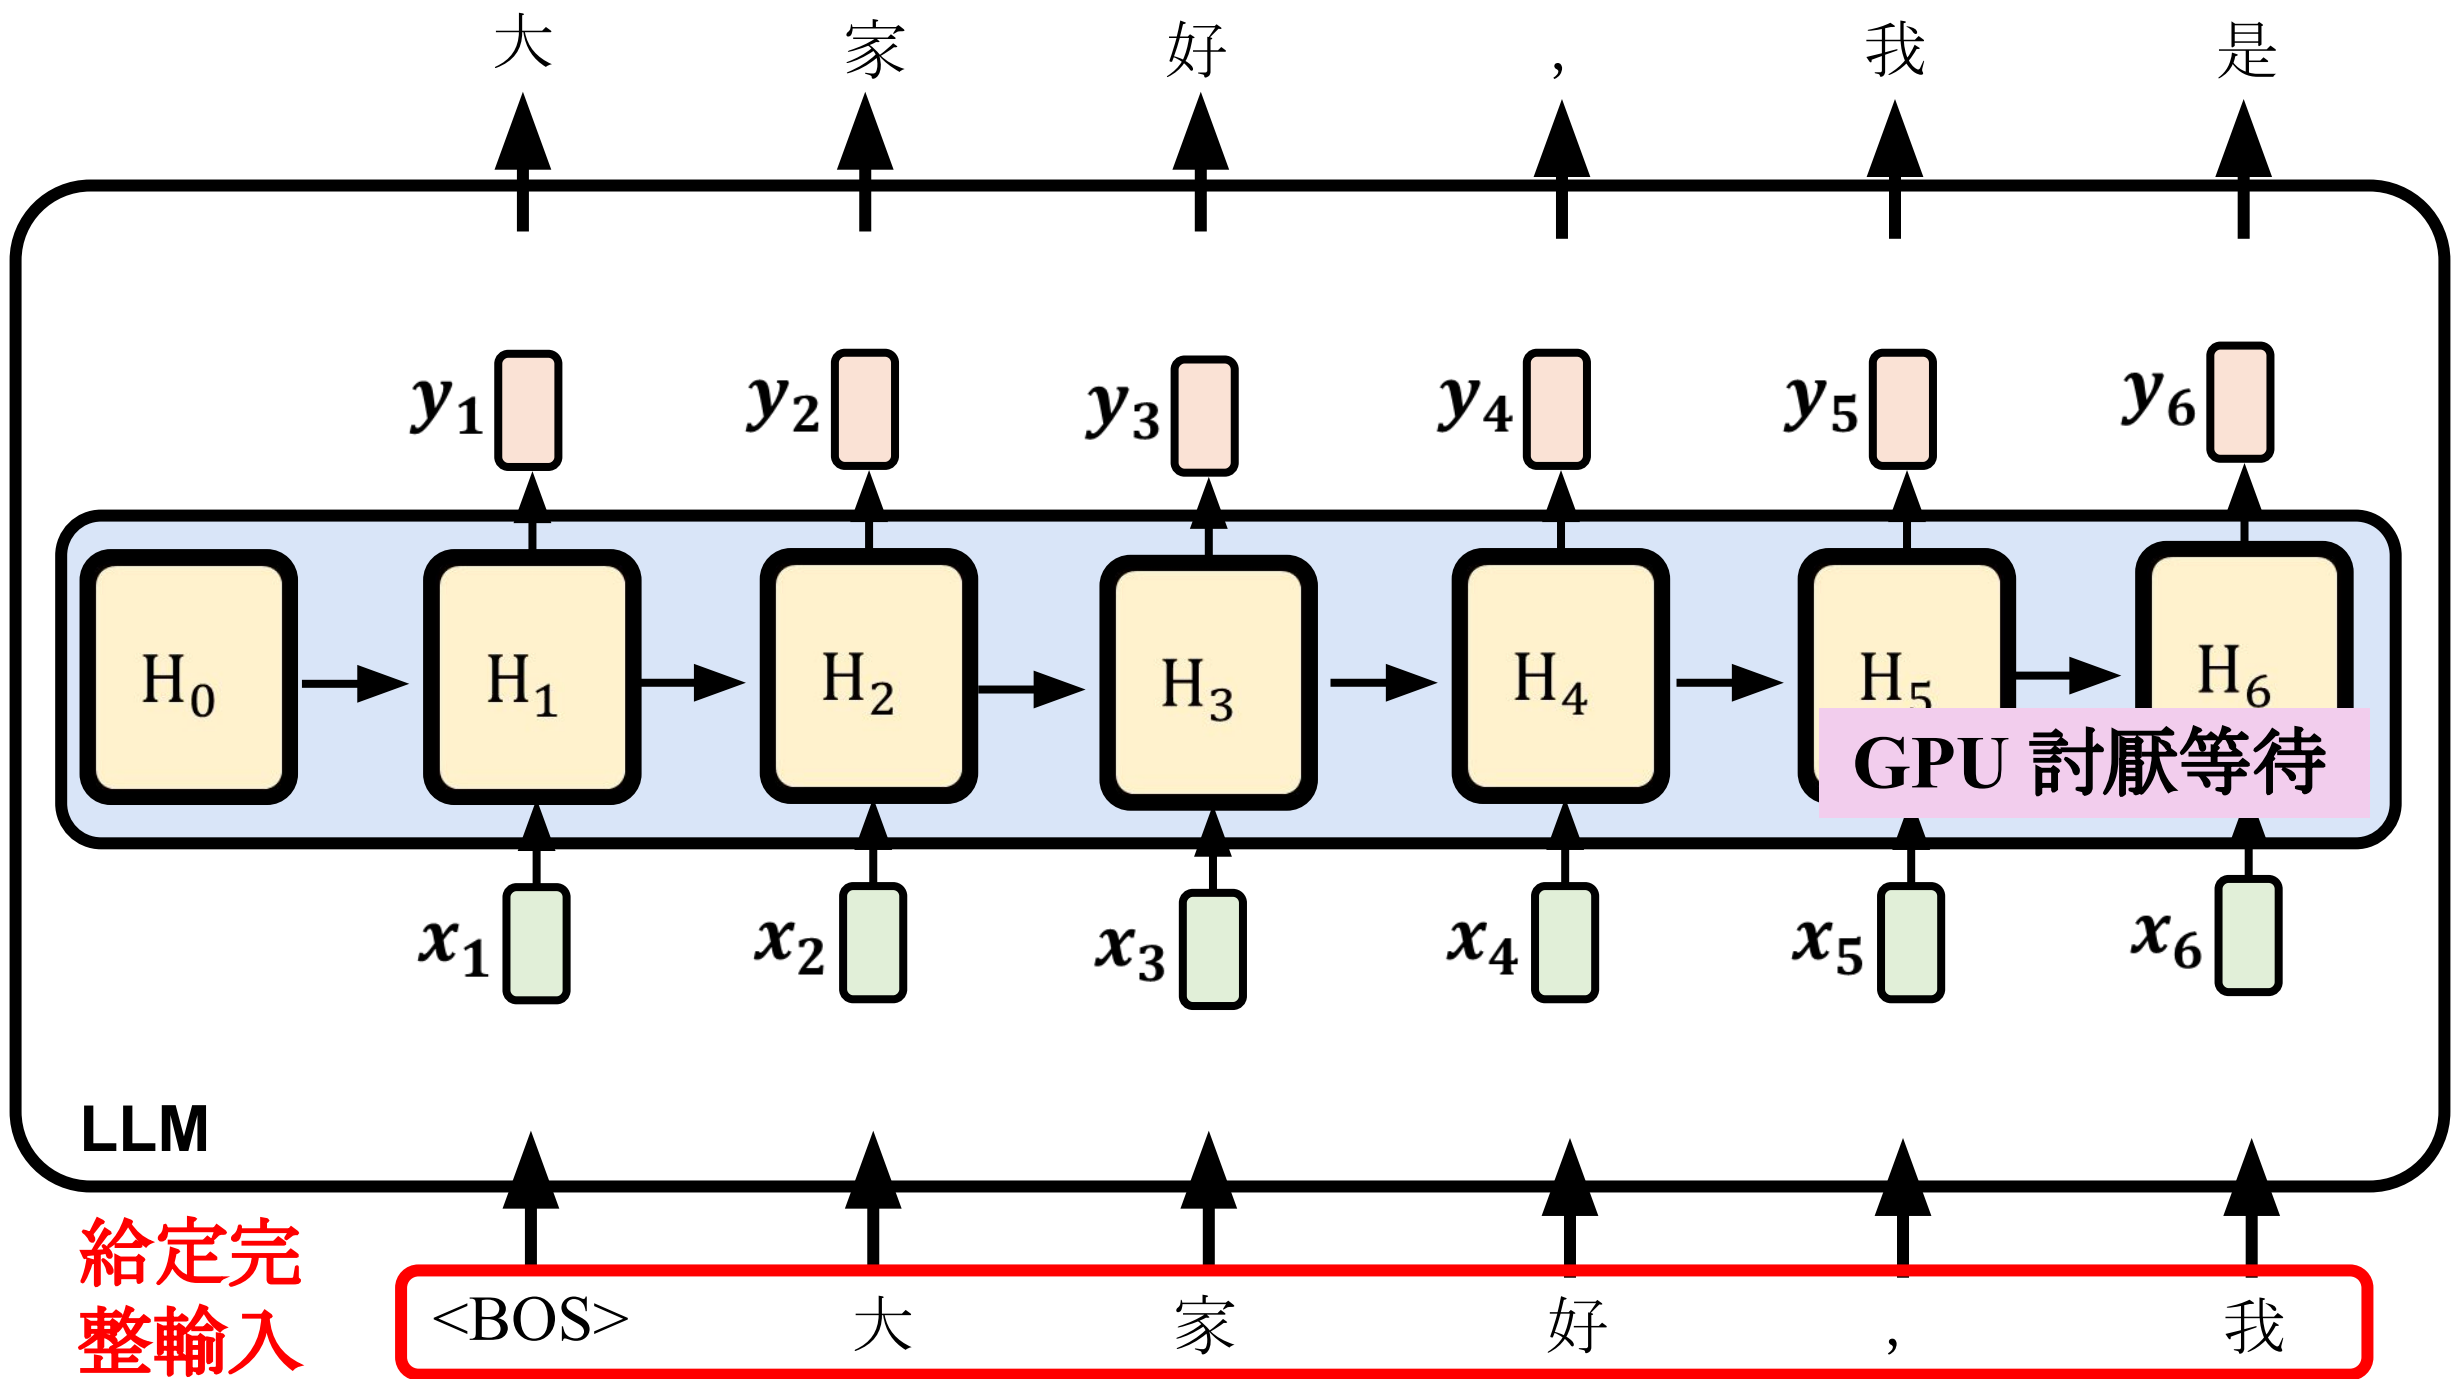 大 家 好 , 我 是
y1 y2 y3 y4 y5 y6
H0 H1 H2 H3 H4 H5 H6
GPU 討厭等待
x1 x2 x3 x4 x5 x6
LLM
給定完
整輸入
<BOS> 大 家 好 , 我